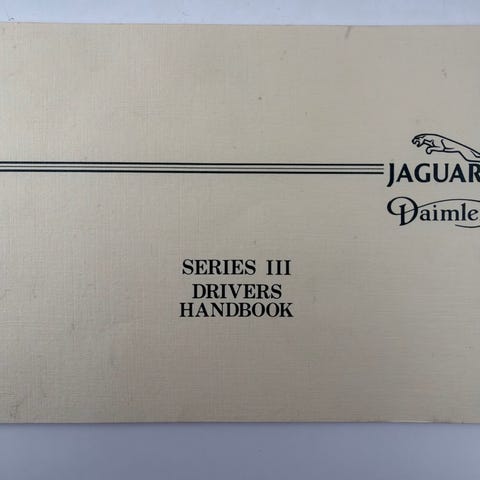 JAGUAR
Daimle
SERIES III
DRIVERS
HANDBOOK